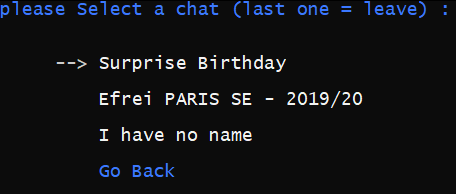 please Select a chat (last one = leave) :
--> Surprise Birthday
Efrei PARIS SE - 2019/20
I have no name
Go Back